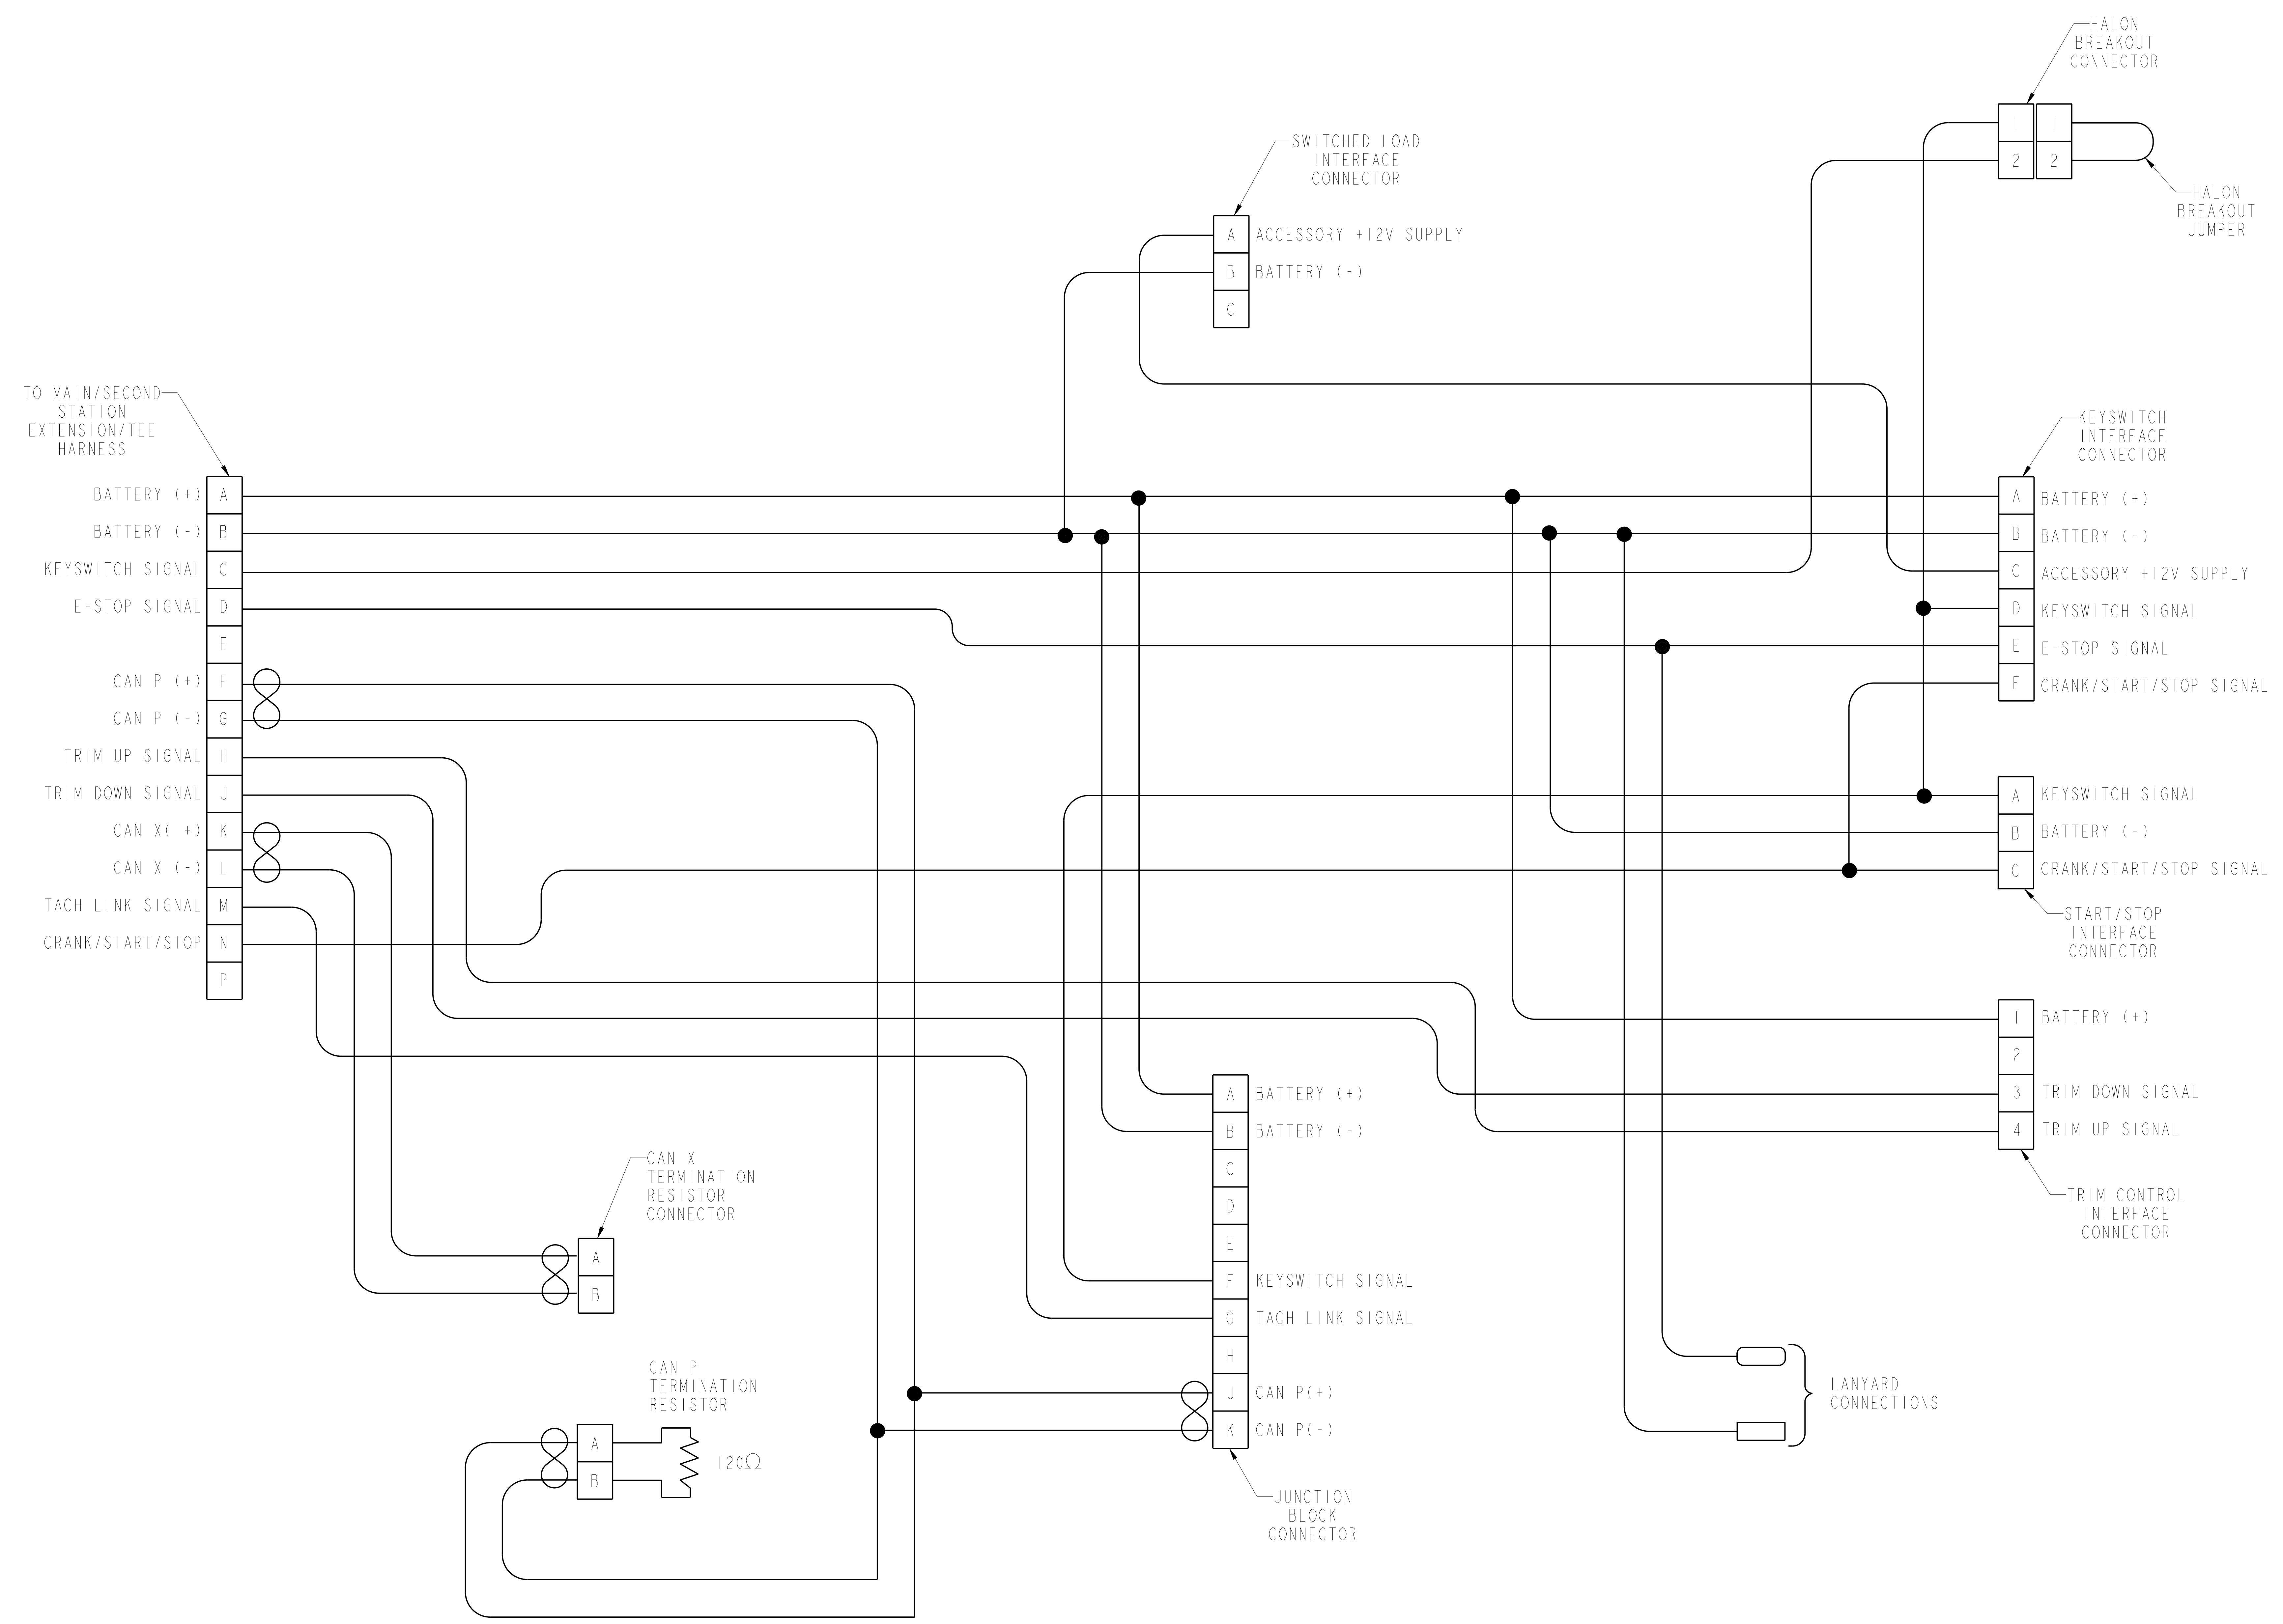 HALON
BREAKOUT
CONNECTOR
1 1
2 2
HALON
BREAKOUT
JUMPER
SWITCHED LOAD
INTERFACE
CONNECTOR
A ACCESSORY +12V SUPPLY
B BATTERY (-)
C
TO MAIN/SECOND
STATION
EXTENSION/TEE
HARNESS
BATTERY (+) A
BATTERY (-) B
KEYSWITCH SIGNAL C
E-STOP SIGNAL D
E
CAN P (+) F
CAN P (-) G
TRIM UP SIGNAL H
TRIM DOWN SIGNAL J
CAN X( +) K
CAN X (-) L
TACH LINK SIGNAL M
CRANK/START/STOP N
P
KEYSWITCH
INTERFACE
CONNECTOR
A BATTERY (+)
B BATTERY (-)
C ACCESSORY +12V SUPPLY
D KEYSWITCH SIGNAL
E E-STOP SIGNAL
F CRANK/START/STOP SIGNAL
A KEYSWITCH SIGNAL
B BATTERY (-)
C CRANK/START/STOP SIGNAL
START/STOP
INTERFACE
CONNECTOR
1 BATTERY (+)
2
3 TRIM DOWN SIGNAL
4 TRIM UP SIGNAL
TRIM CONTROL
INTERFACE
CONNECTOR
A BATTERY (+)
B BATTERY (-)
C
D
E
F KEYSWITCH SIGNAL
G TACH LINK SIGNAL
H
J CAN P(+)
K CAN P(-)
JUNCTION
BLOCK
CONNECTOR
CAN X
TERMINATION
RESISTOR
CONNECTOR
A
B
CAN P
TERMINATION
RESISTOR
A
B
120Ω
LANYARD
CONNECTIONS